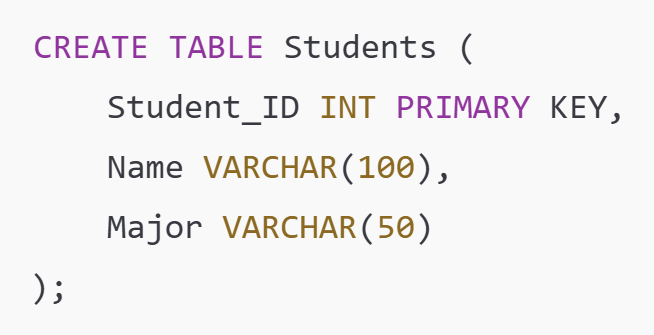 CREATE TABLE Students (
Student_ID INT PRIMARY KEY,
Name VARCHAR(100),
Major VARCHAR(50)
);